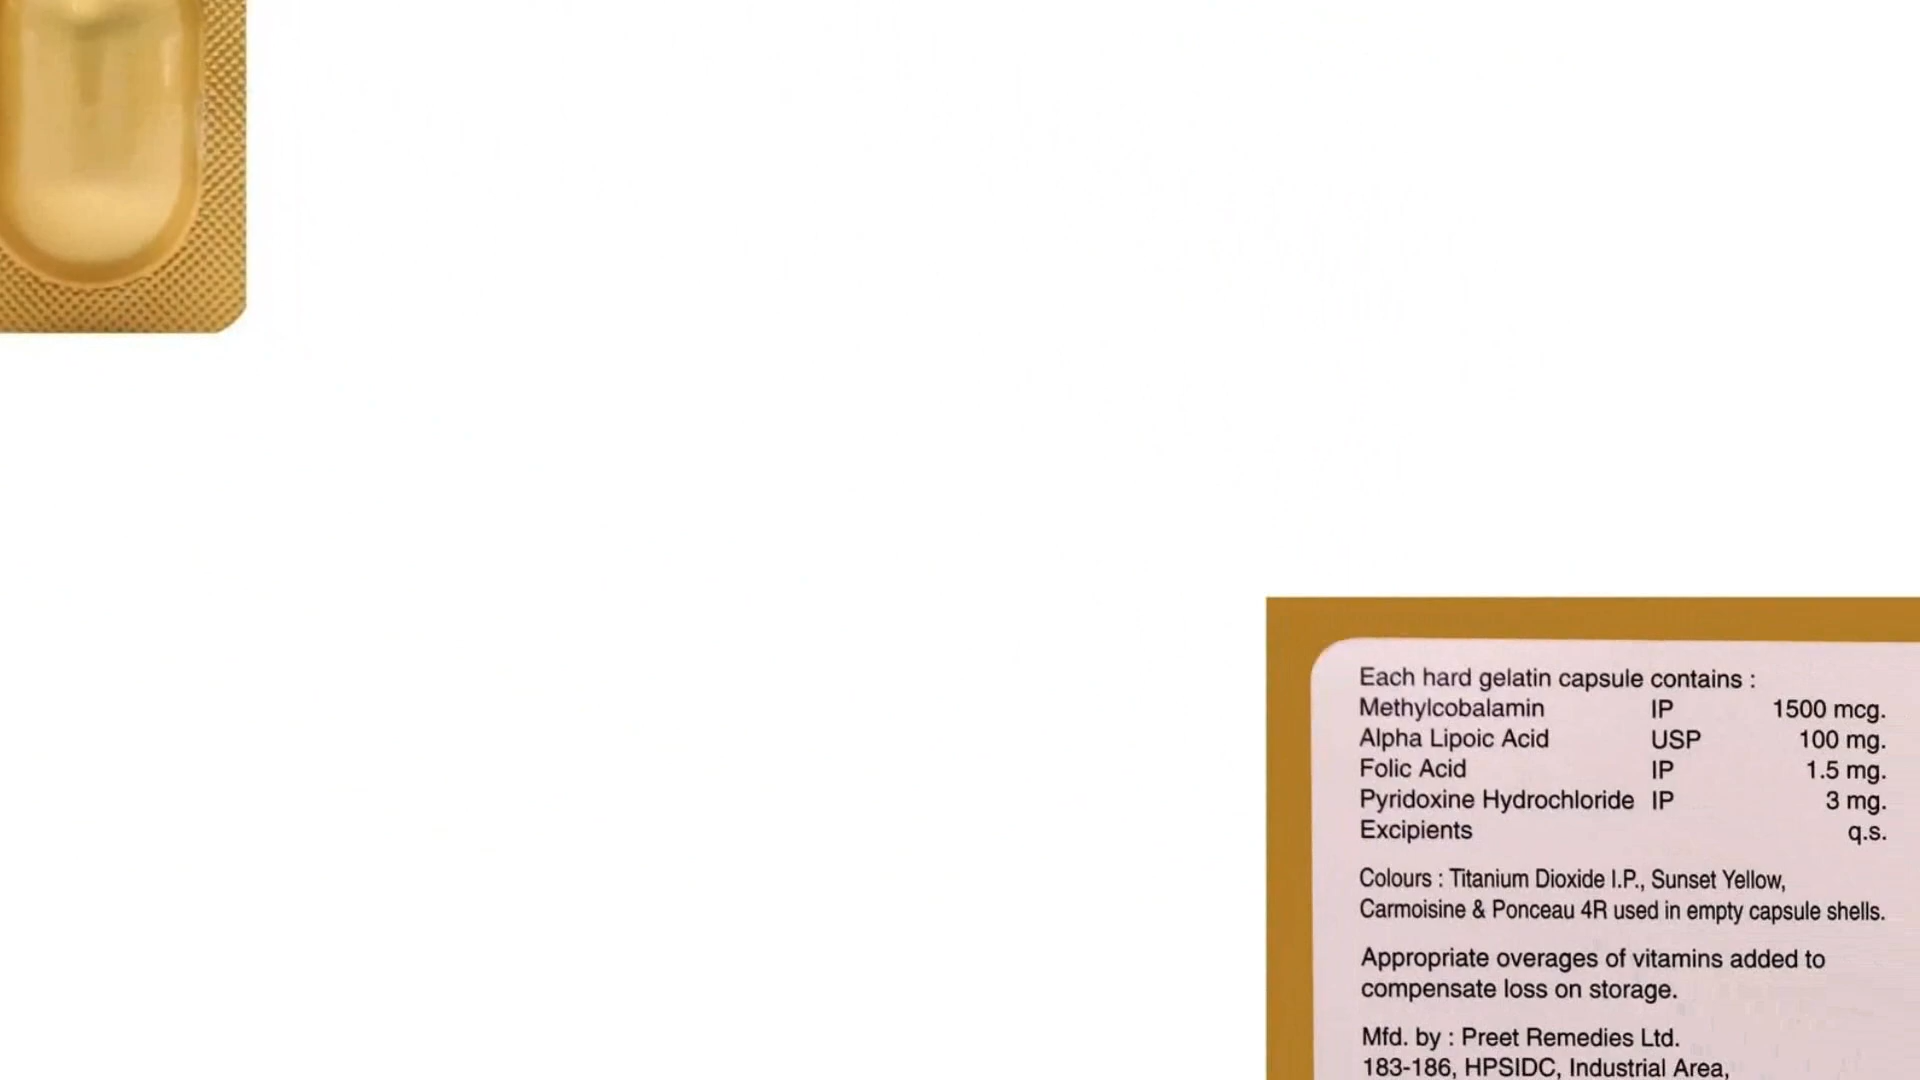 Each hard gelatin capsule contains :
Methylcobalamin IP 1500 mcg.
Alpha Lipoic Acid USP 100 mg.
Folic Acid IP 1.5 mg.
Pyridoxine Hydrochloride IP 3 mg.
Excipients q.s.
Colours : Titanium Dioxide I.P., Sunset Yellow,
Carmoisine & Ponceau 4R used in empty capsule shells.
Appropriate overages of vitamins added to
compensate loss on storage.
Mfd. by : Preet Remedies Ltd.
183-186, HPSIDC, Industrial Area,